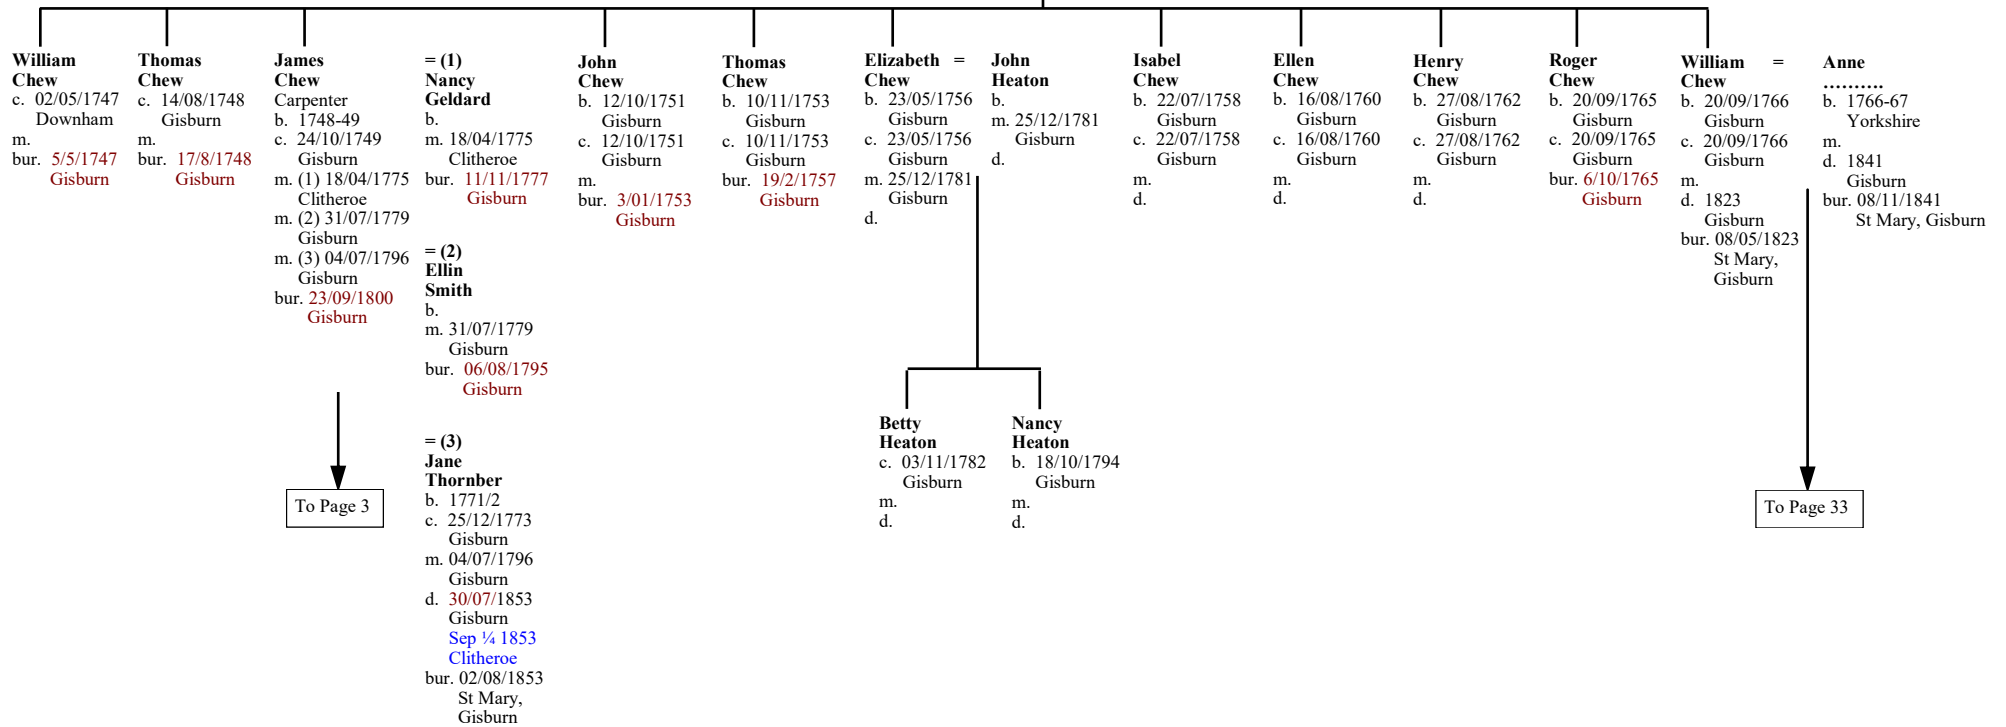 William
Chew
c. 02/05/1747
Downham
m.
bur. 5/5/1747
Gisburn
Thomas
Chew
c. 14/08/1748
Gisburn
m.
bur. 17/8/1748
Gisburn
James
Chew
Carpenter
b. 1748-49
c. 24/10/1749
Gisburn
m. (1) 18/04/1775
Clitheroe
m. (2) 31/07/1779
Gisburn
m. (3) 04/07/1796
Gisburn
bur. 23/09/1800
Gisburn
To Page 3
= (1)
Nancy
Geldard
b.
m. 18/04/1775
Clitheroe
bur. 11/11/1777
Gisburn
= (2)
Ellin
Smith
b.
m. 31/07/1779
Gisburn
bur. 06/08/1795
Gisburn
= (3)
Jane
Thornber
b. 1771/2
c. 25/12/1773
Gisburn
m. 04/07/1796
Gisburn
d. 30/07/1853
Gisburn
Sep ¼ 1853
Clitheroe
bur. 02/08/1853
St Mary,
Gisburn
John
Chew
b. 12/10/1751
Gisburn
c. 12/10/1751
Gisburn
m.
bur. 3/01/1753
Gisburn
Thomas
Chew
b. 10/11/1753
Gisburn
c. 10/11/1753
Gisburn
bur. 19/2/1757
Gisburn
Elizabeth =
Chew
b. 23/05/1756
Gisburn
c. 23/05/1756
Gisburn
m. 25/12/1781
Gisburn
d.
John
Heaton
b.
m. 25/12/1781
Gisburn
d.
Betty
Heaton
c. 03/11/1782
Gisburn
m.
d.
Nancy
Heaton
b. 18/10/1794
Gisburn
m.
d.
Isabel
Chew
b. 22/07/1758
Gisburn
c. 22/07/1758
Gisburn
m.
d.
Ellen
Chew
b. 16/08/1760
Gisburn
c. 16/08/1760
Gisburn
m.
d.
Henry
Chew
b. 27/08/1762
Gisburn
c. 27/08/1762
Gisburn
m.
d.
Roger
Chew
b. 20/09/1765
Gisburn
c. 20/09/1765
Gisburn
bur. 6/10/1765
Gisburn
William =
Chew
b. 20/09/1766
Gisburn
c. 20/09/1766
Gisburn
m.
d. 1823
Gisburn
bur. 08/05/1823
St Mary,
Gisburn
Anne
..........
b. 1766-67
Yorkshire
m.
d. 1841
Gisburn
bur. 08/11/1841
St Mary, Gisburn
To Page 33